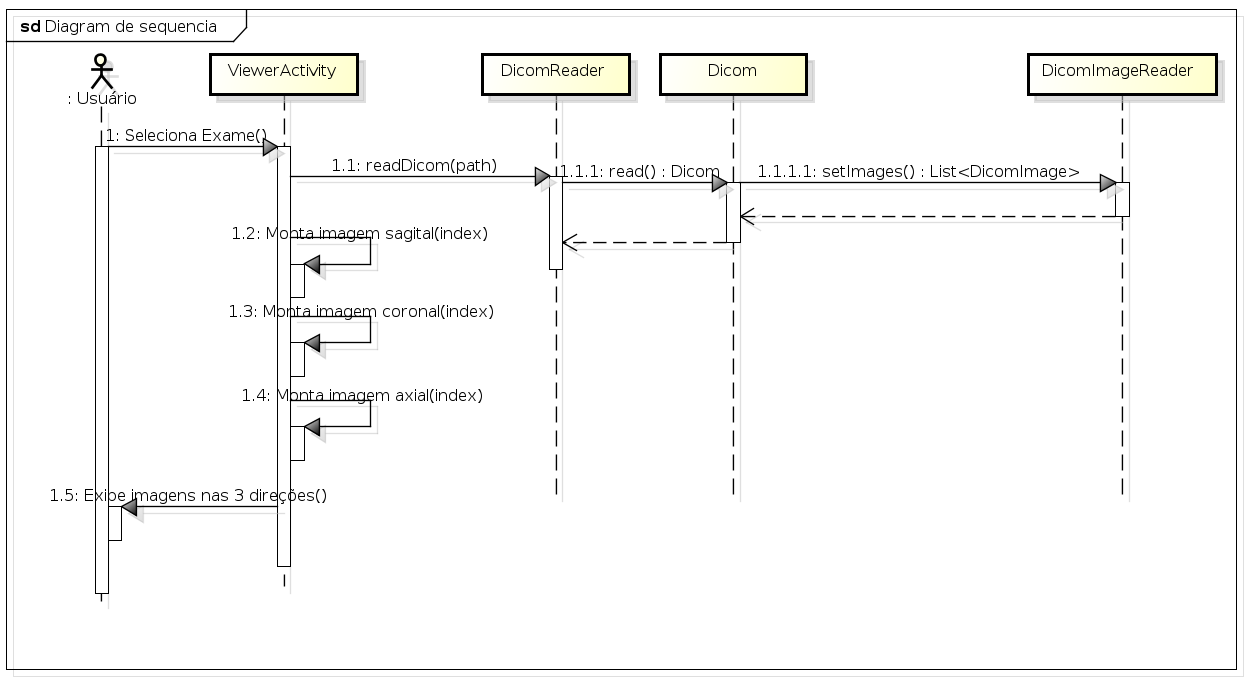 sd Diagram de sequencia
: Usuário
ViewerActivity
DicomReader
Dicom
DicomImageReader
1: Seleciona Exame()
1.1: readDicom(path)
1.1.1: read() : Dicom
1.1.1.1: setImages() : List<DicomImage>
1.2: Monta imagem sagital(index)
1.3: Monta imagem coronal(index)
1.4: Monta imagem axial(index)
1.5: Exibe imagens nas 3 direções()